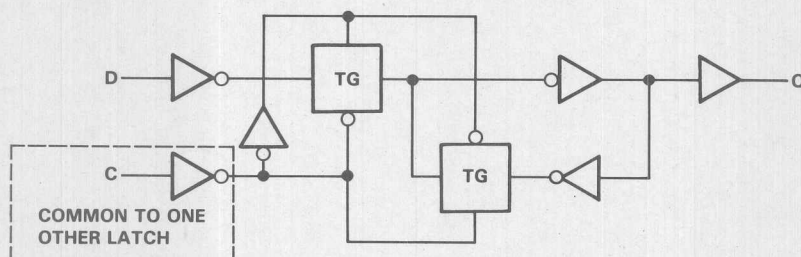 D
TG
Q
C
TG
COMMON TO ONE
OTHER LATCH